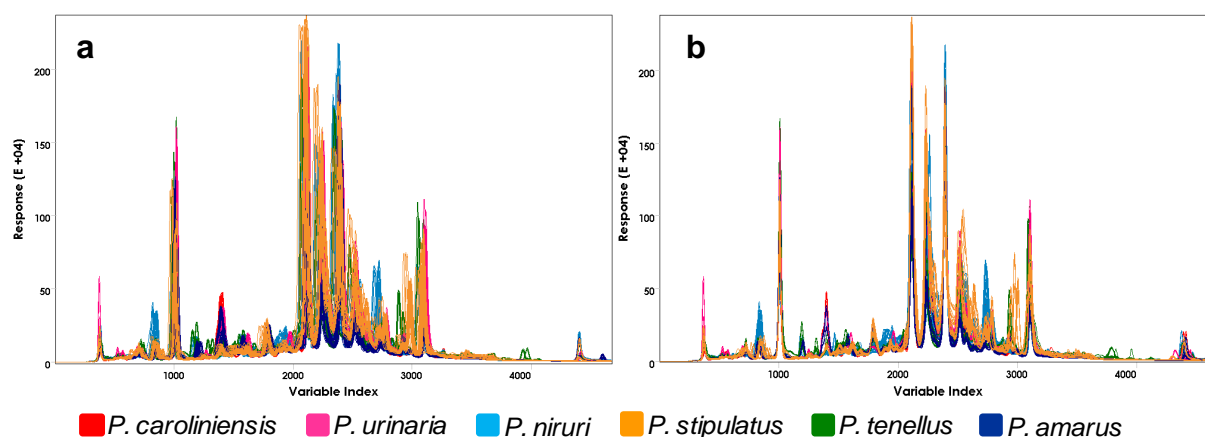 a
b
200
150
100
50
0
Response (E +04)
1000
2000
3000
4000
Variable Index
200
150
100
50
0
Response (E +04)
1000
2000
3000
4000
Variable Index
P. caroliniensis P. urinaria P. niruri P. stipulatus P. tenellus P. amarus